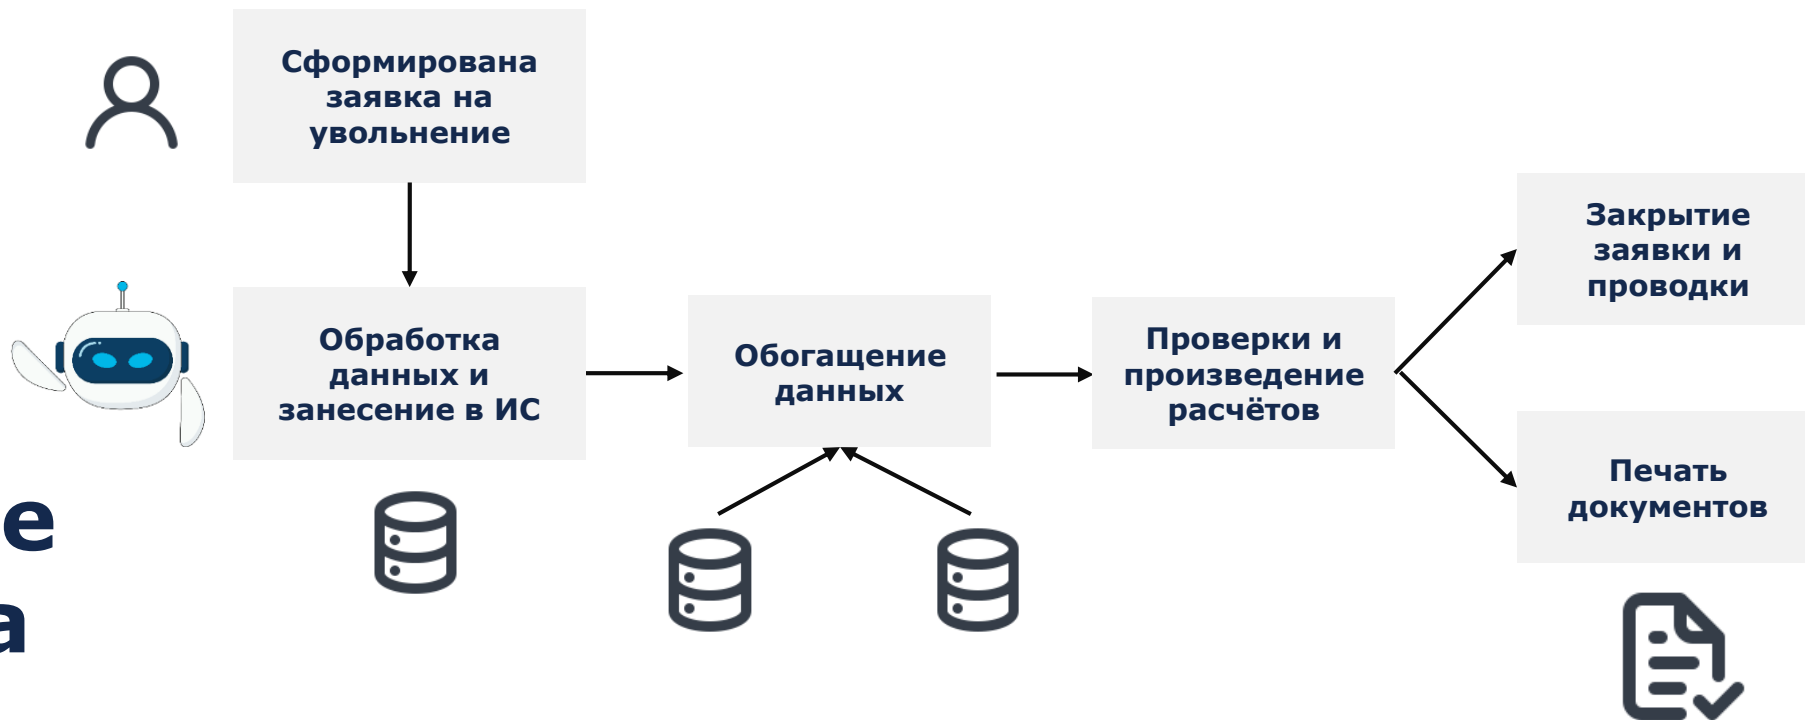 Сформирована
заявка на
увольнение
Обработка
данных и
занесение в ИС
Обогащение
данных
Проверки и
произведение
расчётов
Закрытие
заявки и
проводки
Печать
документов
е
а